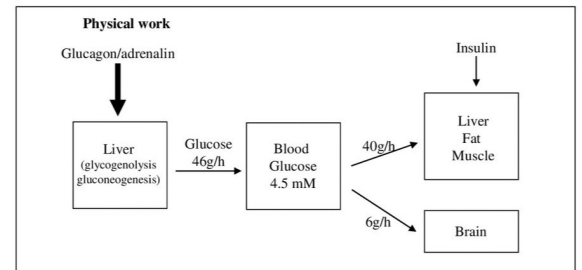 Physical work
Glucagon/adrenalin
Insulin
Liver
(glycogenolysis
gluconeogenesis)
Glucose
46g/h
Blood
Glucose
4.5 mM
40g/h
6g/h
Liver
Fat
Muscle
Brain